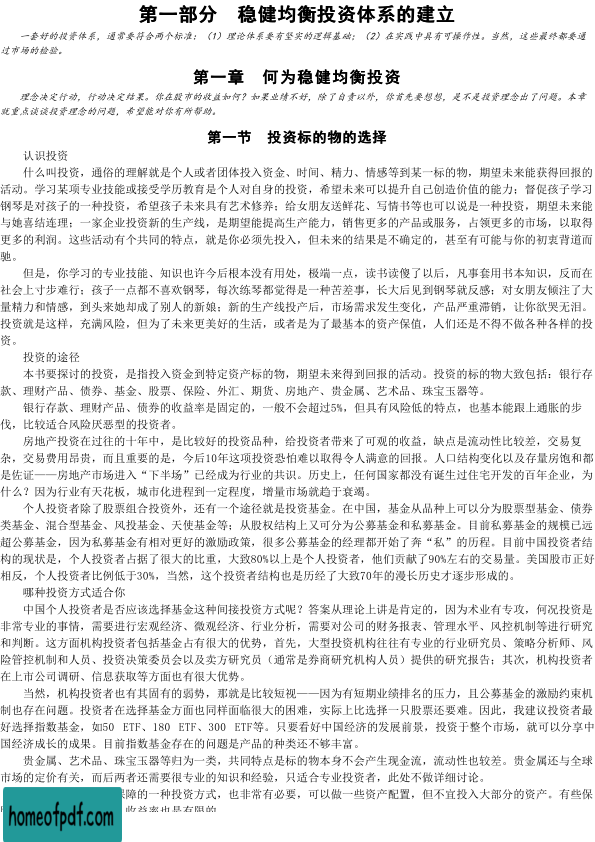 第一部分　稳健均衡投资体系的建立
一套好的投资体系，通常要符合两个标准：（1）理论体系要有坚实的逻辑基础；（2）在实践中具有可操作性。当然，这些最终都要通
过市场的检验。
第一章　何为稳健均衡投资
理念决定行动，行动决定结果。你在股市的收益如何？如果业绩不好，除了自责以外，你首先要想想，是不是投资理念出了问题。本章
就重点谈谈投资理念的问题，希望能对你有所帮助。
第一节　投资标的物的选择
认识投资
什么叫投资，通俗的理解就是个人或者团体投入资金、时间、精力、情感等到某一标的物，期望未来能获得回报的
活动。学习某项专业技能或接受学历教育是个人对自身的投资，希望未来可以提升自己创造价值的能力；督促孩子学习
钢琴是对孩子的一种投资，希望孩子未来具有艺术修养；给女朋友送鲜花、写情书等也可以说是一种投资，期望未来能
与她喜结连理；一家企业投资新的生产线，是期望能提高生产能力，销售更多的产品或服务，占领更多的市场，以取得
更多的利润。这些活动有个共同的特点，就是你必须先投入，但未来的结果是不确定的，甚至有可能与你的初衷背道而
驰。
但是，你学习的专业技能、知识也许今后根本没有用处，极端一点，读书读傻了以后，凡事套用书本知识，反而在
社会上寸步难行；孩子一点都不喜欢钢琴，每次练琴都觉得是一种苦差事，长大后见到钢琴就反感；对女朋友倾注了大
量精力和情感，到头来她却成了别人的新娘；新的生产线投产后，市场需求发生变化，产品严重滞销，让你欲哭无泪。
投资就是这样，充满风险，但为了未来更美好的生活，或者是为了最基本的资产保值，人们还是不得不做各种各样的投
资。
投资的途径
本书要探讨的投资，是指投入资金到特定资产标的物，期望未来得到回报的活动。投资的标的物大致包括：银行存
款、理财产品、债券、基金、股票、保险、外汇、期货、房地产、贵金属、艺术品、珠宝玉器等。
银行存款、理财产品、债券的收益率是固定的，一般不会超过5%，但具有风险低的特点，也基本能跟上通胀的步
伐，比较适合风险厌恶型的投资者。
房地产投资在过往的十年中，是比较好的投资品种，给投资者带来了可观的收益，缺点是流动性比较差，交易复
杂，交易费用昂贵，而且重要的是，今后10年这项投资恐怕难以取得令人满意的回报。人口结构变化以及存量房饱和都
是佐证——房地产市场进入“下半场”已经成为行业的共识。历史上，任何国家都没有诞生过住宅开发的百年企业，为
什么？因为行业有天花板，城市化进程到一定程度，增量市场就趋于衰竭。
个人投资者除了股票组合投资外，还有一个途径就是投资基金。在中国，基金从品种上可以分为股票型基金、债券
类基金、混合型基金、风投基金、天使基金等；从股权结构上又可分为公募基金和私募基金。目前私募基金的规模已远
超公募基金，因为私募基金有相对更好的激励政策，很多公募基金的经理都开始了奔“私”的历程。目前中国投资者结
构的现状是，个人投资者占据了很大的比重，大致80%以上是个人投资者，他们贡献了90%左右的交易量。美国股市正好
相反，个人投资者比例低于30%，当然，这个投资者结构也是历经了大致70年的漫长历史才逐步形成的。
哪种投资方式适合你
中国个人投资者是否应该选择基金这种间接投资方式呢？答案从理论上讲是肯定的，因为术业有专攻，何况投资是
非常专业的事情，需要进行宏观经济、微观经济、行业分析，需要对公司的财务报表、管理水平、风控机制等进行研究
和判断。这方面机构投资者包括基金占有很大的优势，首先，大型投资机构往往有专业的行业研究员、策略分析师、风
险管控机制和人员、投资决策委员会以及卖方研究员（通常是券商研究机构人员）提供的研究报告；其次，机构投资者
在上市公司调研、信息获取等方面也有很大优势。
当然，机构投资者也有其固有的弱势，那就是比较短视——因为有短期业绩排名的压力，且公募基金的激励约束机
制也存在问题。投资者在选择基金方面也同样面临很大的困难，实际上比选择一只股票还要难。因此，我建议投资者最
好选择指数基金，如50 ETF、180 ETF、300 ETF等。只要看好中国经济的发展前景，投资于整个市场，就可以分享中
国经济成长的成果。目前指数基金存在的问题是产品的种类还不够丰富。
贵金属、艺术品、珠宝玉器等归为一类，共同特点是标的物本身不会产生现金流，流动性也较差。贵金属还与全球
市场的定价有关，而后两者还需要很专业的知识和经验，只适合专业投资者，此处不做详细讨论。
障的一种投资方式，也非常有必要，可以做一些资产配置，但不宜投入大部分的资产。有些保
收益率也是有限的
homeofpdf.com